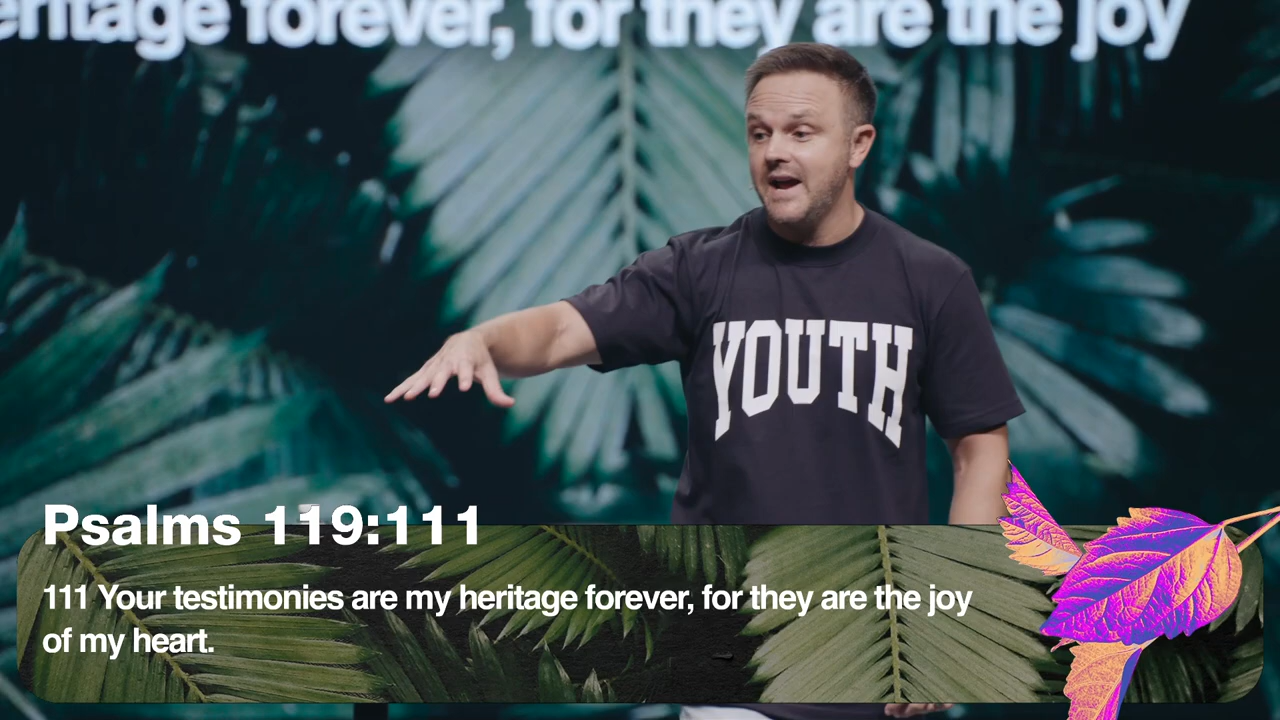 eritage forever, for they are the joy
YOUTH
Psalms 119:111
111 Your testimonies are my heritage forever, for they are the joy
of my heart.